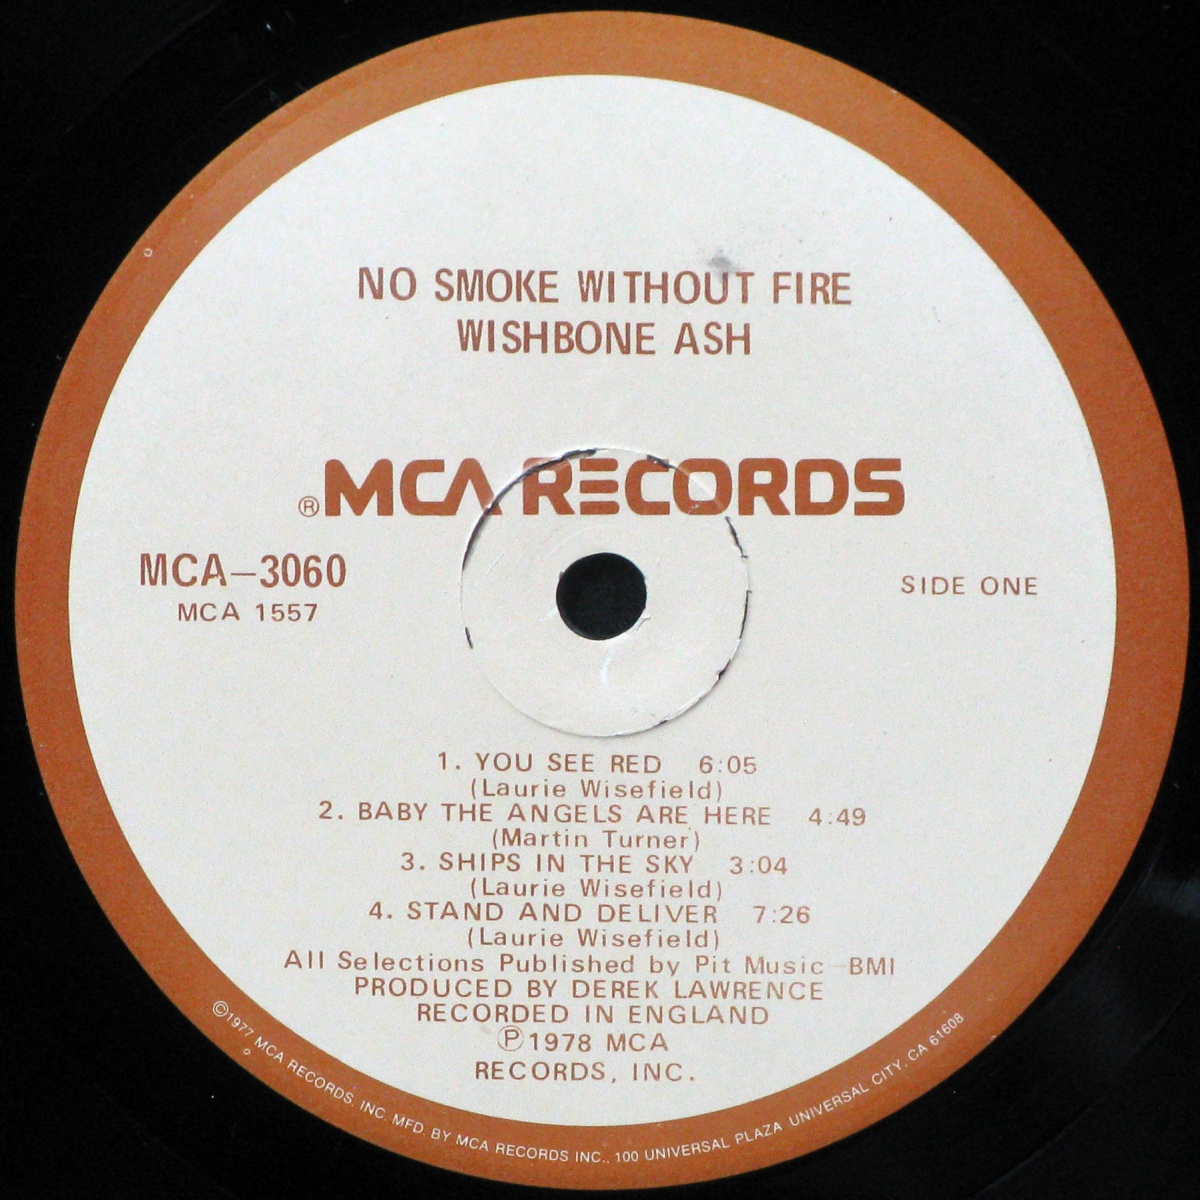 NO SMOKE WITHOUT FIRE
WISHBONE ASH
®MCA RECORDS
MCA–3060
MCA 1557
SIDE ONE
1. YOU SEE RED 6:05
(Laurie Wisefield)
2. BABY THE ANGELS ARE HERE 4:49
(Martin Turner)
3. SHIPS IN THE SKY 3:04
(Laurie Wisefield)
4. STAND AND DELIVER 7:26
(Laurie Wisefield)
All Selections Published by Pit Music—BMI
PRODUCED BY DEREK LAWRENCE
RECORDED IN ENGLAND
℗1978 MCA
RECORDS, INC.
©1977 MCA RECORDS, INC. MFD. BY MCA RECORDS INC., 100 UNIVERSAL PLAZA UNIVERSAL CITY, CA 61608